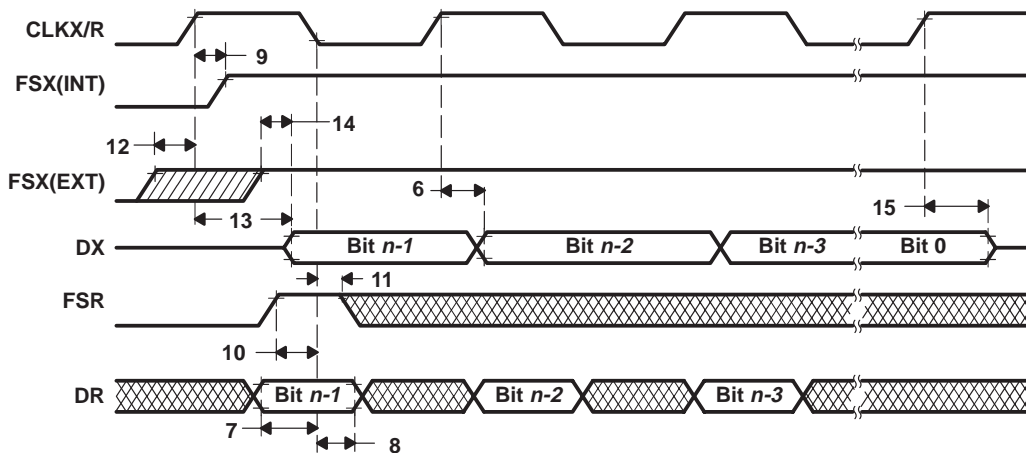 CLKX/R
9
FSX(INT)
14
12
FSX(EXT)
6
13
15
DX
Bit n-1
Bit n-2
Bit n-3
Bit 0
11
FSR
10
DR
Bit n-1
Bit n-2
Bit n-3
7
8